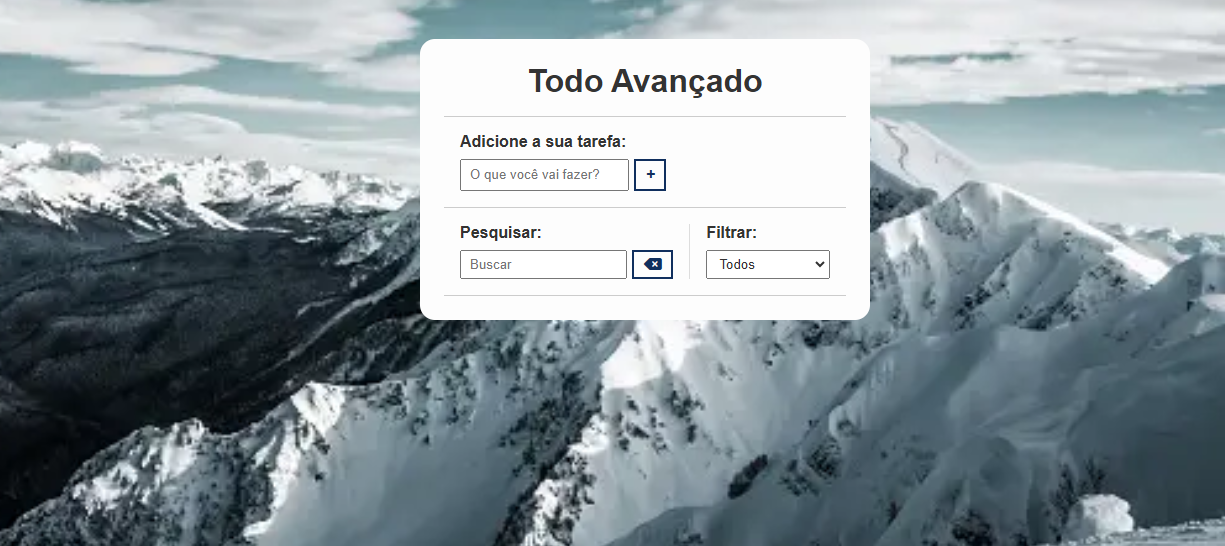 Todo Avançado
Adicione a sua tarefa:
O que você vai fazer?
+
Pesquisar:
Filtrar:
Buscar
Todos